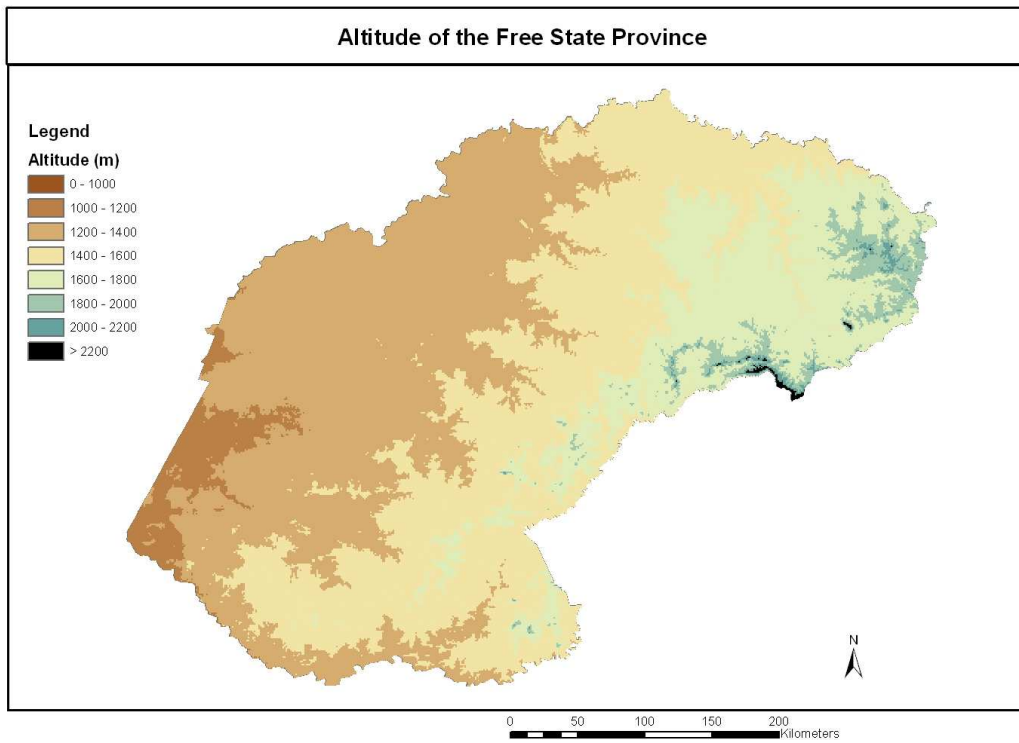 Altitude of the Free State Province
Legend
Altitude (m)
0 - 1000
1000 - 1200
1200 - 1400
1400 - 1600
1600 - 1800
1800 - 2000
2000 - 2200
> 2200
N
0 50 100 150 200
Kilometers